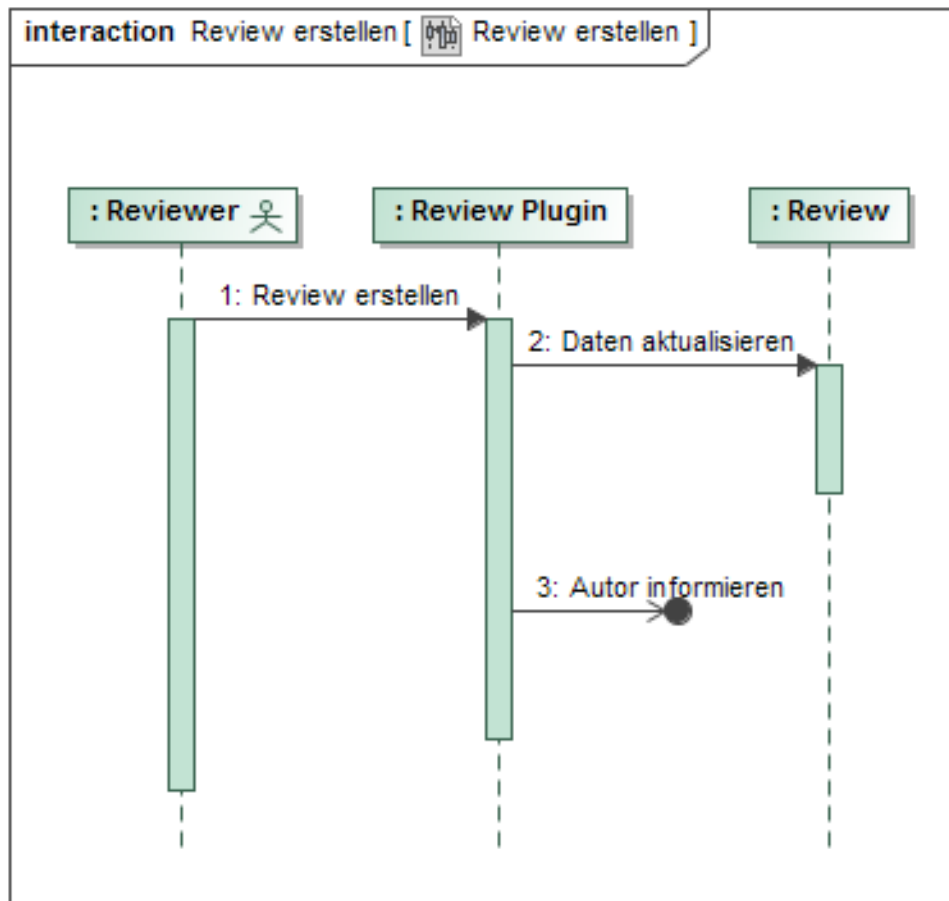 interaction Review erstellen [ Review erstellen ]
: Reviewer
: Review Plugin
: Review
1: Review erstellen
2: Daten aktualisieren
3: Autor informieren